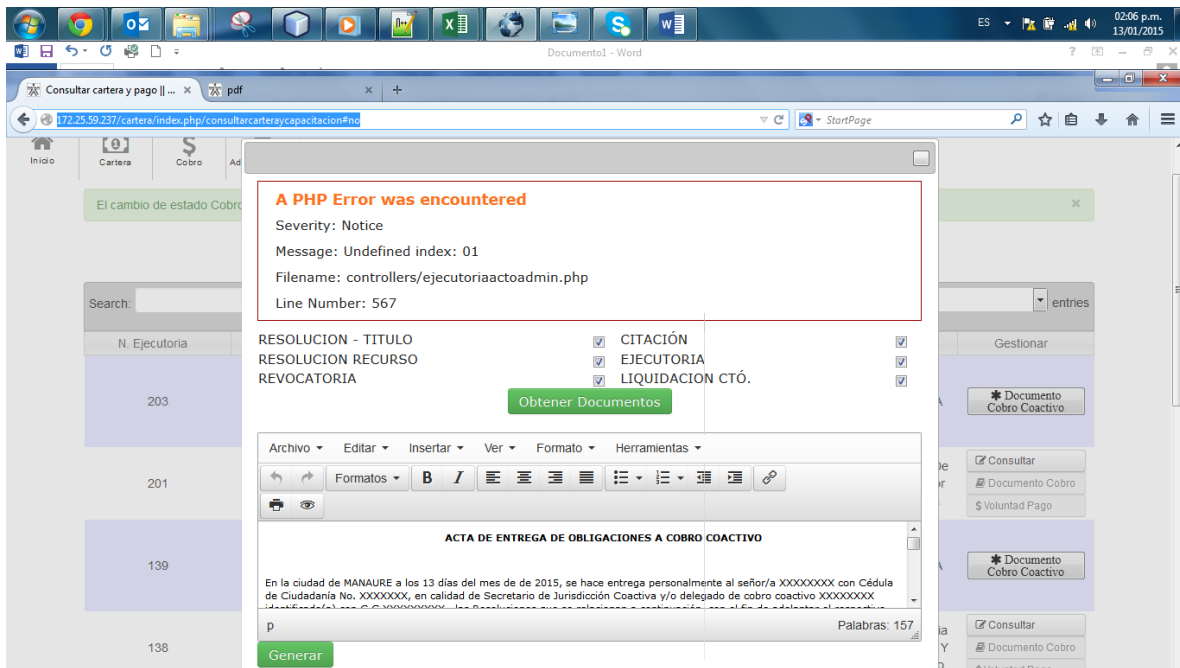 ES
02:06 p.m.
13/01/2015
Documento1 - Word
Consultar cartera y pago || ...
pdf
172.25.59.237/cartera/index.php/consultarcarteraycapacitacion#no
StartPage
Inicio
Cartera
Cobro
Ad
El cambio de estado Cobro
A PHP Error was encountered
Severity: Notice
Message: Undefined index: 01
Filename: controllers/ejecutoriaactoadmin.php
Line Number: 567
Search:
entries
N. Ejecutoria
Gestionar
RESOLUCION - TITULO
CITACIÓN
RESOLUCION RECURSO
EJECUTORIA
REVOCATORIA
LIQUIDACION CTÓ.
Obtener Documentos
203
Documento
Cobro Coactivo
Archivo Editar Insertar Ver Formato Herramientas
Formatos B I
201
De
Consultar
Documento Cobro
Voluntad Pago
ACTA DE ENTREGA DE OBLIGACIONES A COBRO COACTIVO
139
Documento
Cobro Coactivo
En la ciudad de MANAURE a los 13 días del mes de de 2015, se hace entrega personalmente al señor/a XXXXXXXX con Cédula
de Ciudadanía No. XXXXXXX, en calidad de Secretario de Jurisdicción Coactiva y/o delegado de cobro coactivo XXXXXXXX
p
Palabras: 157
138
Consultar
Documento Cobro
Generar